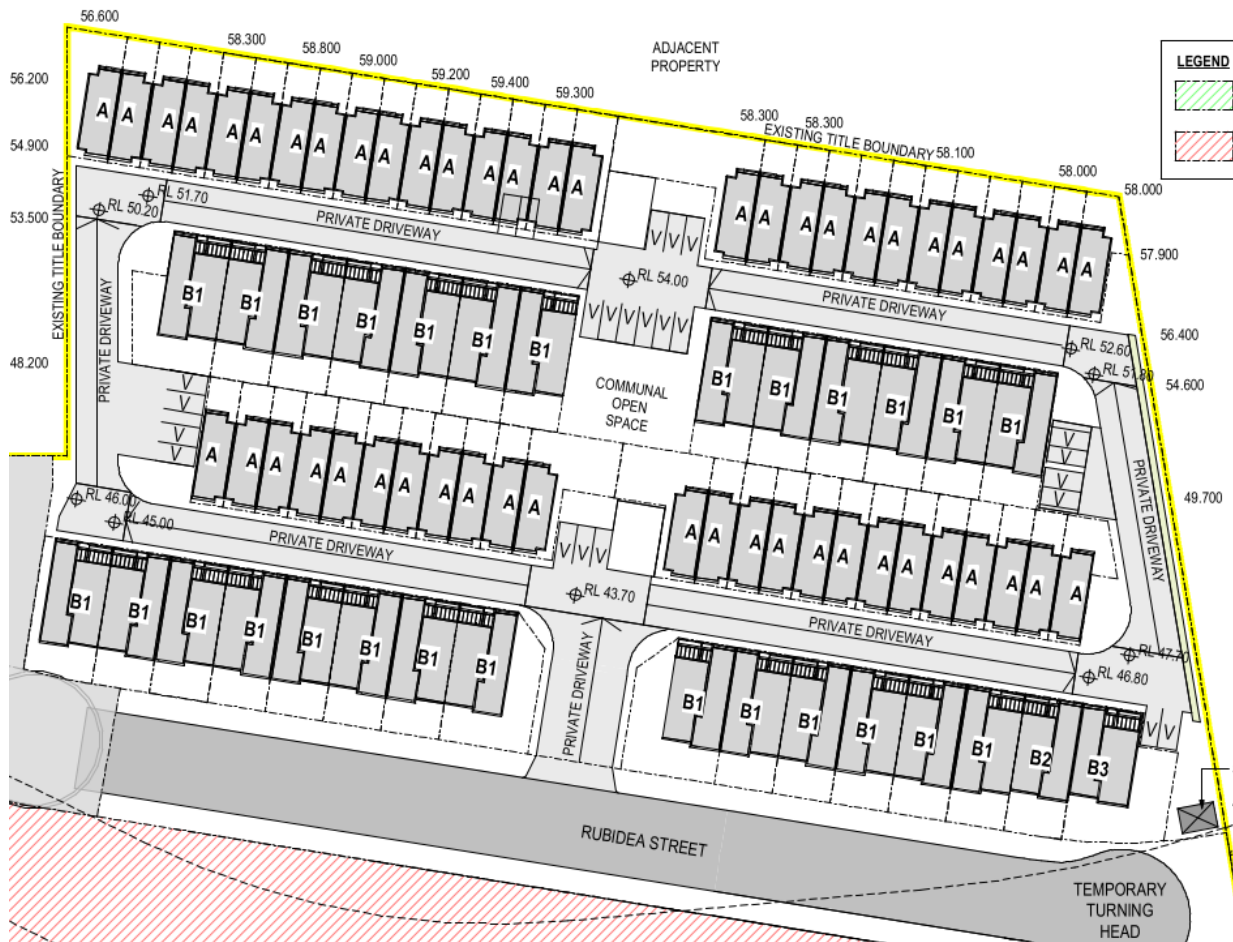 56.600
58.300
58.800
59.000
59.200
59.400
59.300
ADJACENT
PROPERTY
LEGEND
56.200
54.900
53.500
48.200
58.300
58.300
EXISTING TITLE BOUNDARY
58.100
58.000
58.000
57.900
56.400
54.600
49.700
EXISTING TITLE BOUNDARY
A A A A A A A A A A A A A A A A
A A A A A A A A A A A A
RL 51.70
RL 50.20
PRIVATE DRIVEWAY
V V V
RL 54.00
V V V V V V
PRIVATE DRIVEWAY
RL 52.60
RL 51.80
PRIVATE DRIVEWAY
B1 B1 B1 B1 B1 B1 B1
COMMUNAL
OPEN
SPACE
B1 B1 B1 B1 B1 B1
V
V
V
V
V
V
V
V
PRIVATE DRIVEWAY
A A A A A A A A A A A
A A A A A A A A A A A A A
RL 46.00
RL 45.00
PRIVATE DRIVEWAY
V V V
RL 43.70
PRIVATE DRIVEWAY
RL 47.70
RL 46.80
B1 B1 B1 B1 B1 B1 B1 B1
PRIVATE DRIVEWAY
B1 B1 B1 B1 B1 B1 B2 B3
V V
RUBIDEA STREET
TEMPORARY
TURNING
HEAD